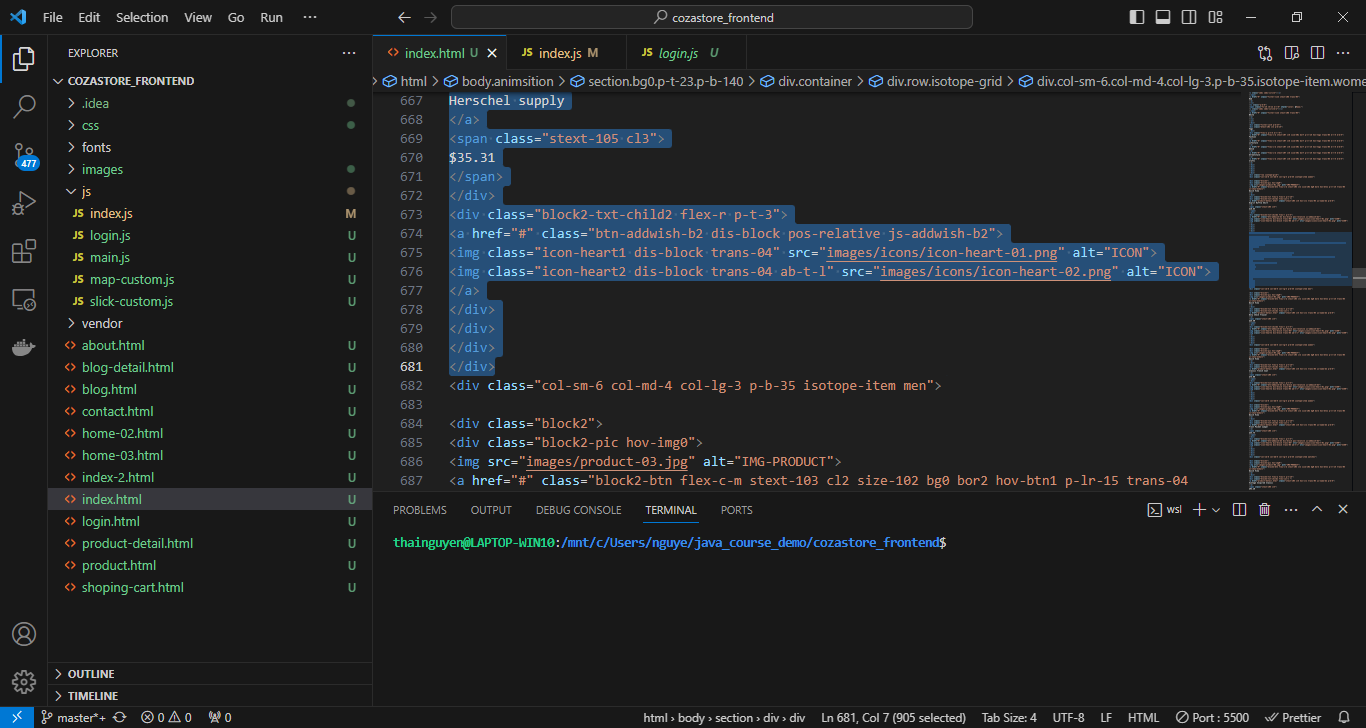 File Edit Selection View Go Run ··· cozastore_frontend
EXPLORER ···
COZASTORE_FRONTEND
.idea
css
fonts
images
js
JS index.js M
JS login.js U
JS main.js U
JS map-custom.js U
JS slick-custom.js U
vendor
<> about.html U
<> blog-detail.html U
<> blog.html U
<> contact.html U
<> home-02.html U
<> home-03.html U
<> index-2.html U
<> index.html U
<> login.html U
<> product-detail.html U
<> product.html U
<> shoping-cart.html U
OUTLINE
TIMELINE
477
<> index.html U × JS index.js M JS login.js U
> html > body.animsition > section.bg0.p-t-23.p-b-140 > div.container > div.row.isotope-grid > div.col-sm-6.col-md-4.col-lg-3.p-b-35.isotope-item.wome
667 Herschel supply
668 </a>
669 <span class="stext-105 cl3">
670 $35.31
671 </span>
672 </div>
673 <div class="block2-txt-child2 flex-r p-t-3">
674 <a href="#" class="btn-addwish-b2 dis-block pos-relative js-addwish-b2">
675 <img class="icon-heart1 dis-block trans-04" src="images/icons/icon-heart-01.png" alt="ICON">
676 <img class="icon-heart2 dis-block trans-04 ab-t-l" src="images/icons/icon-heart-02.png" alt="ICON">
677 </a>
678 </div>
679 </div>
680 </div>
681 </div>
682 <div class="col-sm-6 col-md-4 col-lg-3 p-b-35 isotope-item men">
683
684 <div class="block2">
685 <div class="block2-pic hov-img0">
686 <img src="images/product-03.jpg" alt="IMG-PRODUCT">
687 <a href="#" class="block2-btn flex-c-m stext-103 cl2 size-102 bg0 bor2 hov-btn1 p-lr-15 trans-04
PROBLEMS OUTPUT DEBUG CONSOLE TERMINAL PORTS wsl
thainguyen@LAPTOP-WIN10:/mnt/c/Users/nguye/java_course_demo/cozastore_frontend$
master*+ 0 0 0 html › body › section › div › div Ln 681, Col 7 (905 selected) Tab Size: 4 UTF-8 LF HTML Port : 5500 Prettier